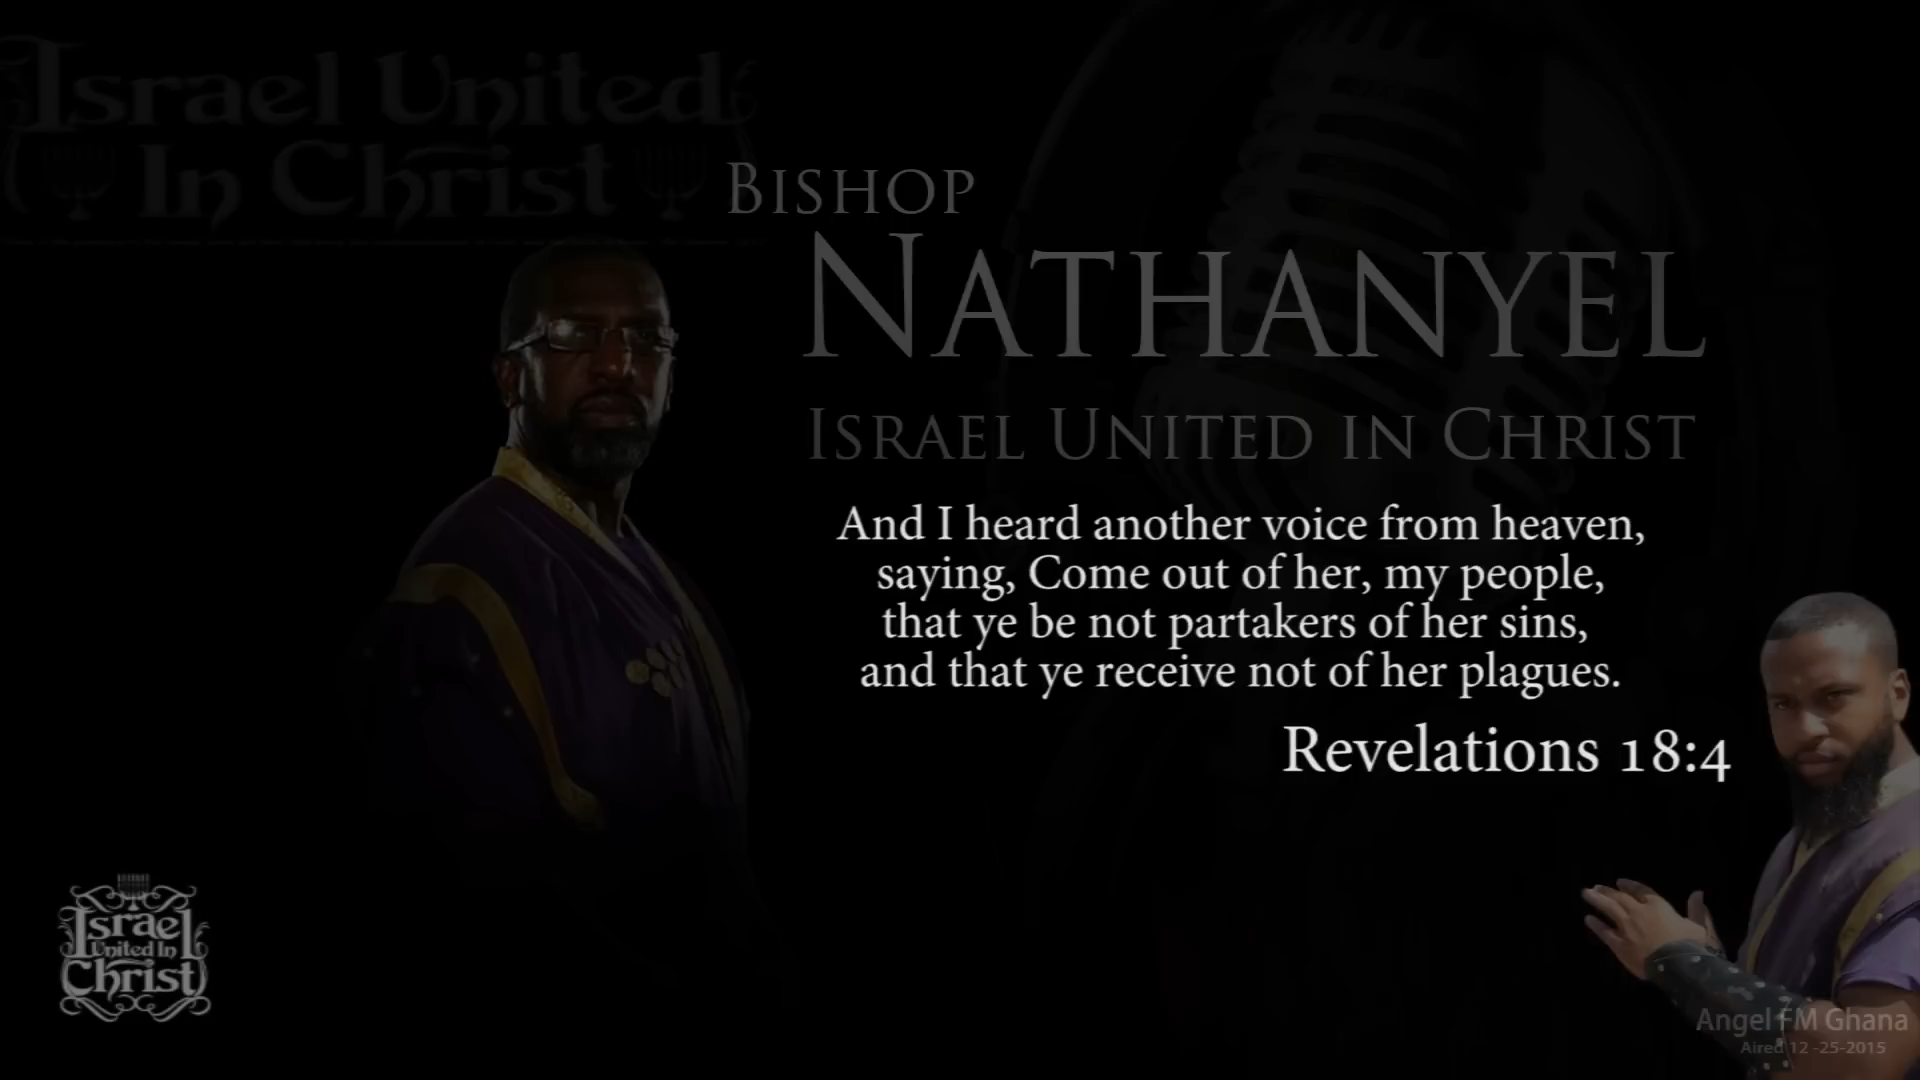 Israel United
In Christ
BISHOP
NATHANYEL
ISRAEL UNITED IN CHRIST
And I heard another voice from heaven,
saying, Come out of her, my people,
that ye be not partakers of her sins,
and that ye receive not of her plagues.
Revelations 18:4
Israel
United In
Christ
Angel FM Ghana
Aired 12 -25-2015